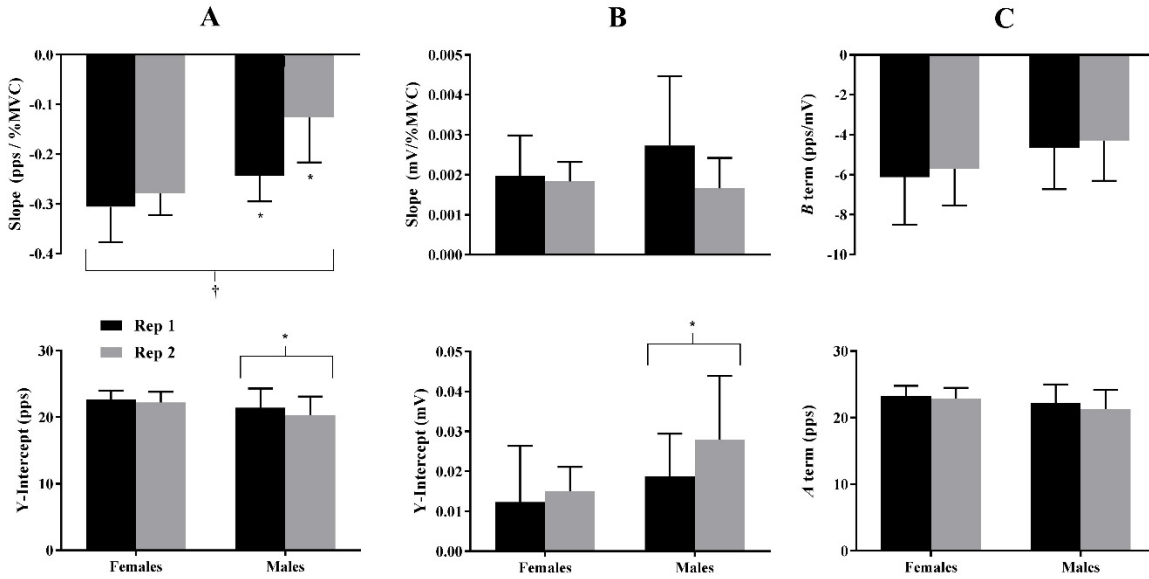 A
B
C
Slope (pps / %MVC)
0.0
-0.1
-0.2
-0.3
-0.4
*
*
†
Slope (mV/%MVC)
0.005
0.004
0.003
0.002
0.001
0.000
B term (pps/mV)
0
-2
-4
-6
-8
-10
Rep 1
Rep 2
Y-Intercept (pps)
30
20
10
0
*
Females
Males
Y-Intercept (mV)
0.05
0.04
0.03
0.02
0.01
0.00
*
Females
Males
A term (pps)
30
20
10
0
Females
Males